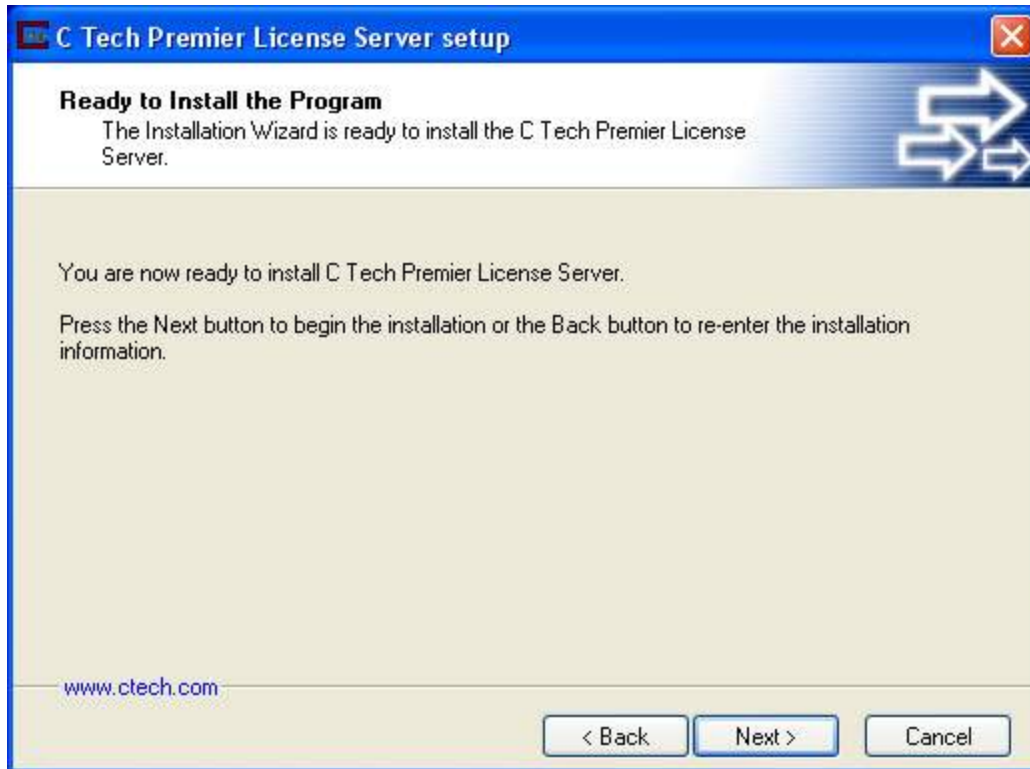 C Tech Premier License Server setup
Ready to Install the Program
The Installation Wizard is ready to install the C Tech Premier License
Server.
You are now ready to install C Tech Premier License Server.
Press the Next button to begin the installation or the Back button to re-enter the installation
information.
www.ctech.com
< Back
Next >
Cancel